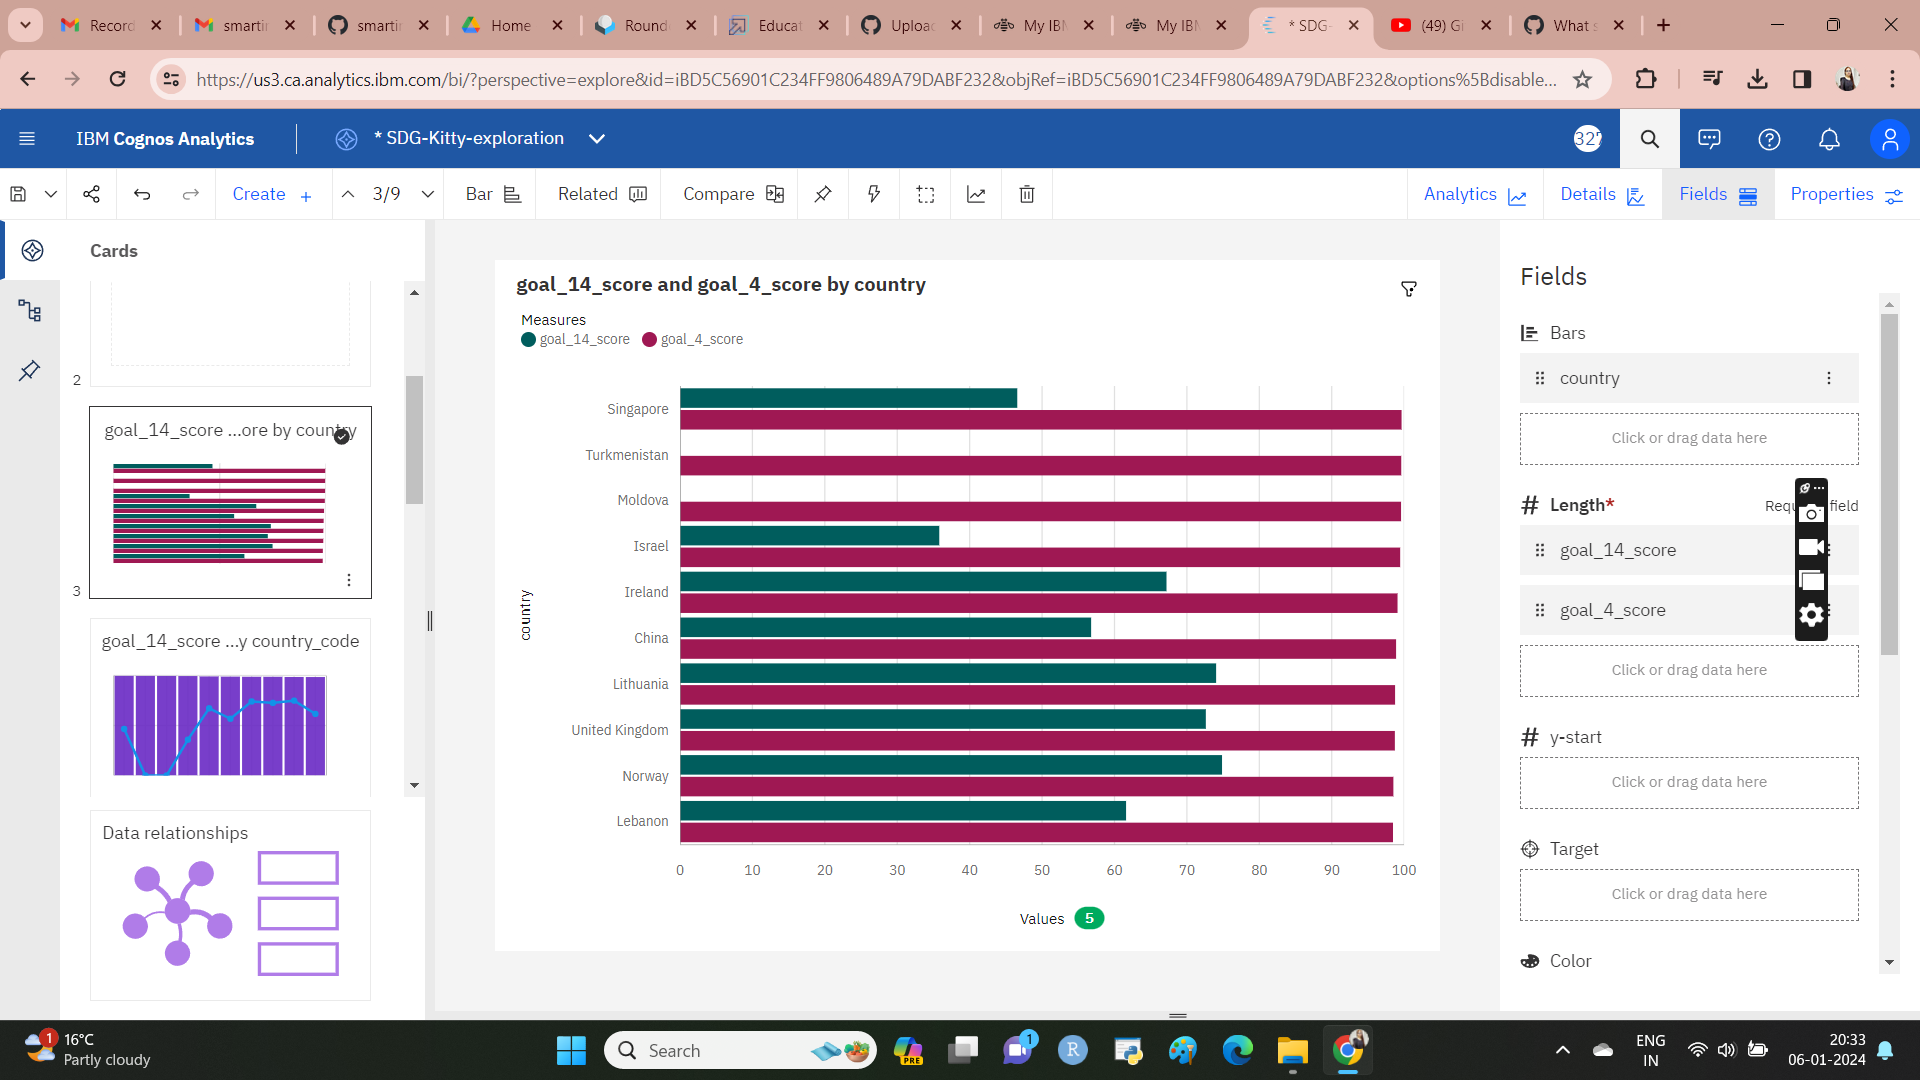 Record
smartin
smartin
Home
Round
Educat
Upload
My IBM
My IBM
* SDG-
(49) Gi
What s
https://us3.ca.analytics.ibm.com/bi/?perspective=explore&id=iBD5C56901C234FF9806489A79DABF232&objRef=iBD5C56901C234FF9806489A79DABF232&options%5Bdisable...
IBM Cognos Analytics
* SDG-Kitty-exploration
327
Create
3/9
Bar
Related
Compare
Analytics
Details
Fields
Properties
Cards
2
goal_14_score ...ore by country
3
goal_14_score ...y country_code
Data relationships
goal_14_score and goal_4_score by country
Measures
goal_14_score goal_4_score
country
Singapore
Turkmenistan
Moldova
Israel
Ireland
China
Lithuania
United Kingdom
Norway
Lebanon
0 10 20 30 40 50 60 70 80 90 100
Values 5
Fields
Bars
country
Click or drag data here
Length*
field
goal_14_score
goal_4_score
Click or drag data here
y-start
Click or drag data here
Target
Click or drag data here
Color
1
16°C
Partly cloudy
Search
PRE
1
R
ENG
IN
20:33
06-01-2024